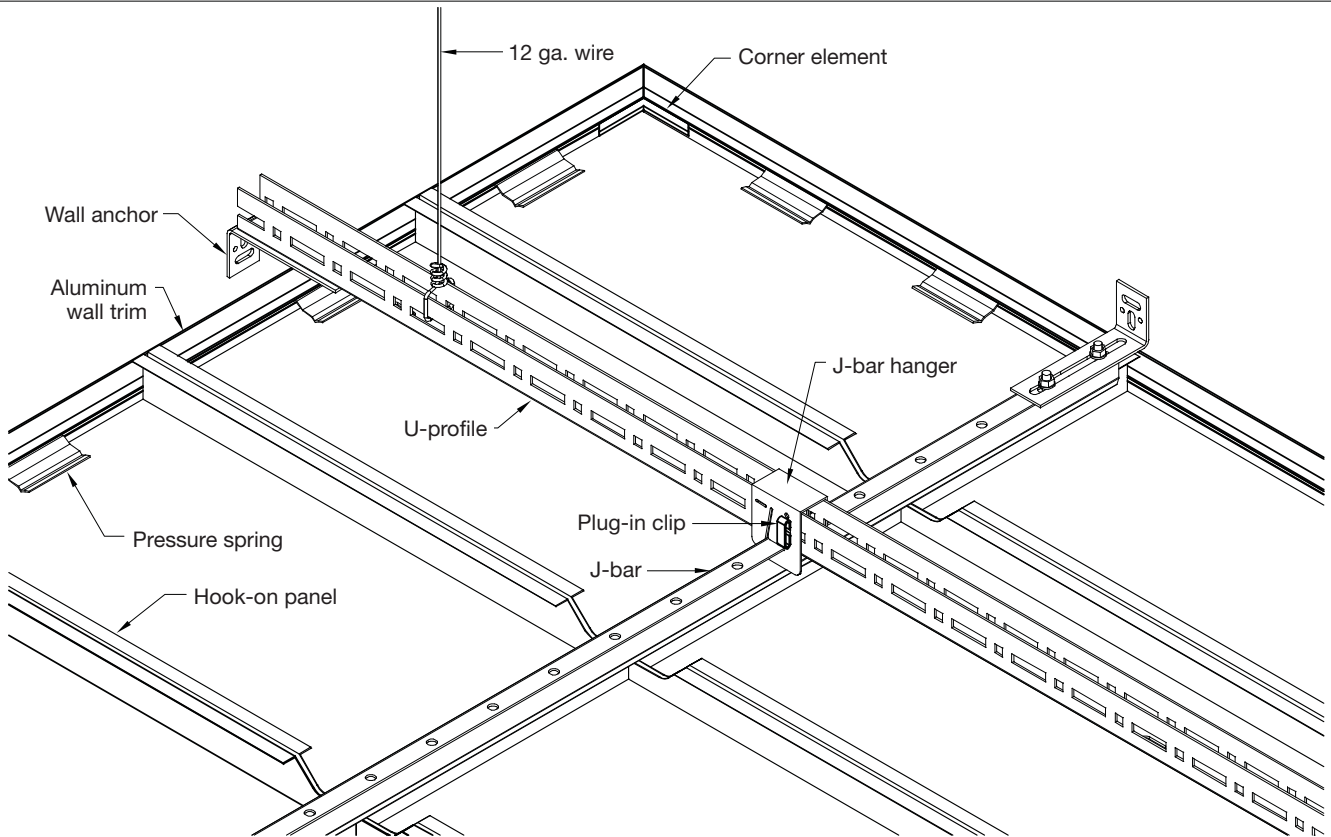 12 ga. wire
Corner element
Wall anchor
Aluminum
wall trim
J-bar hanger
U-profile
Plug-in clip
Pressure spring
J-bar
Hook-on panel